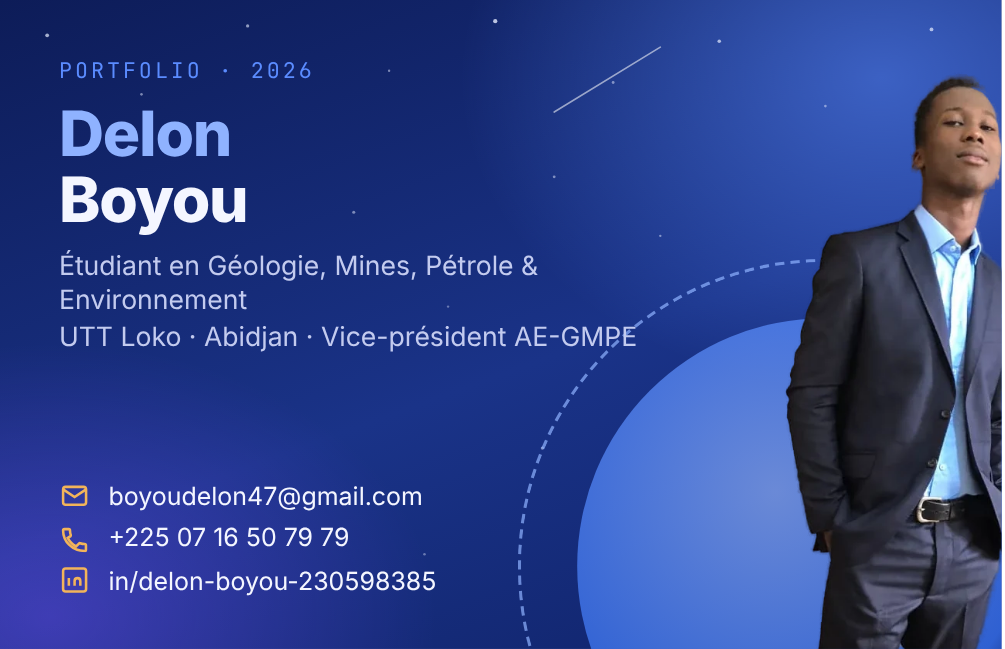 PORTFOLIO · 2026
Delon
Boyou
Étudiant en Géologie, Mines, Pétrole &
Environnement
UTT Loko · Abidjan · Vice-président AE-GMPE
boyoudelon47@gmail.com
+225 07 16 50 79 79
in/delon-boyou-230598385